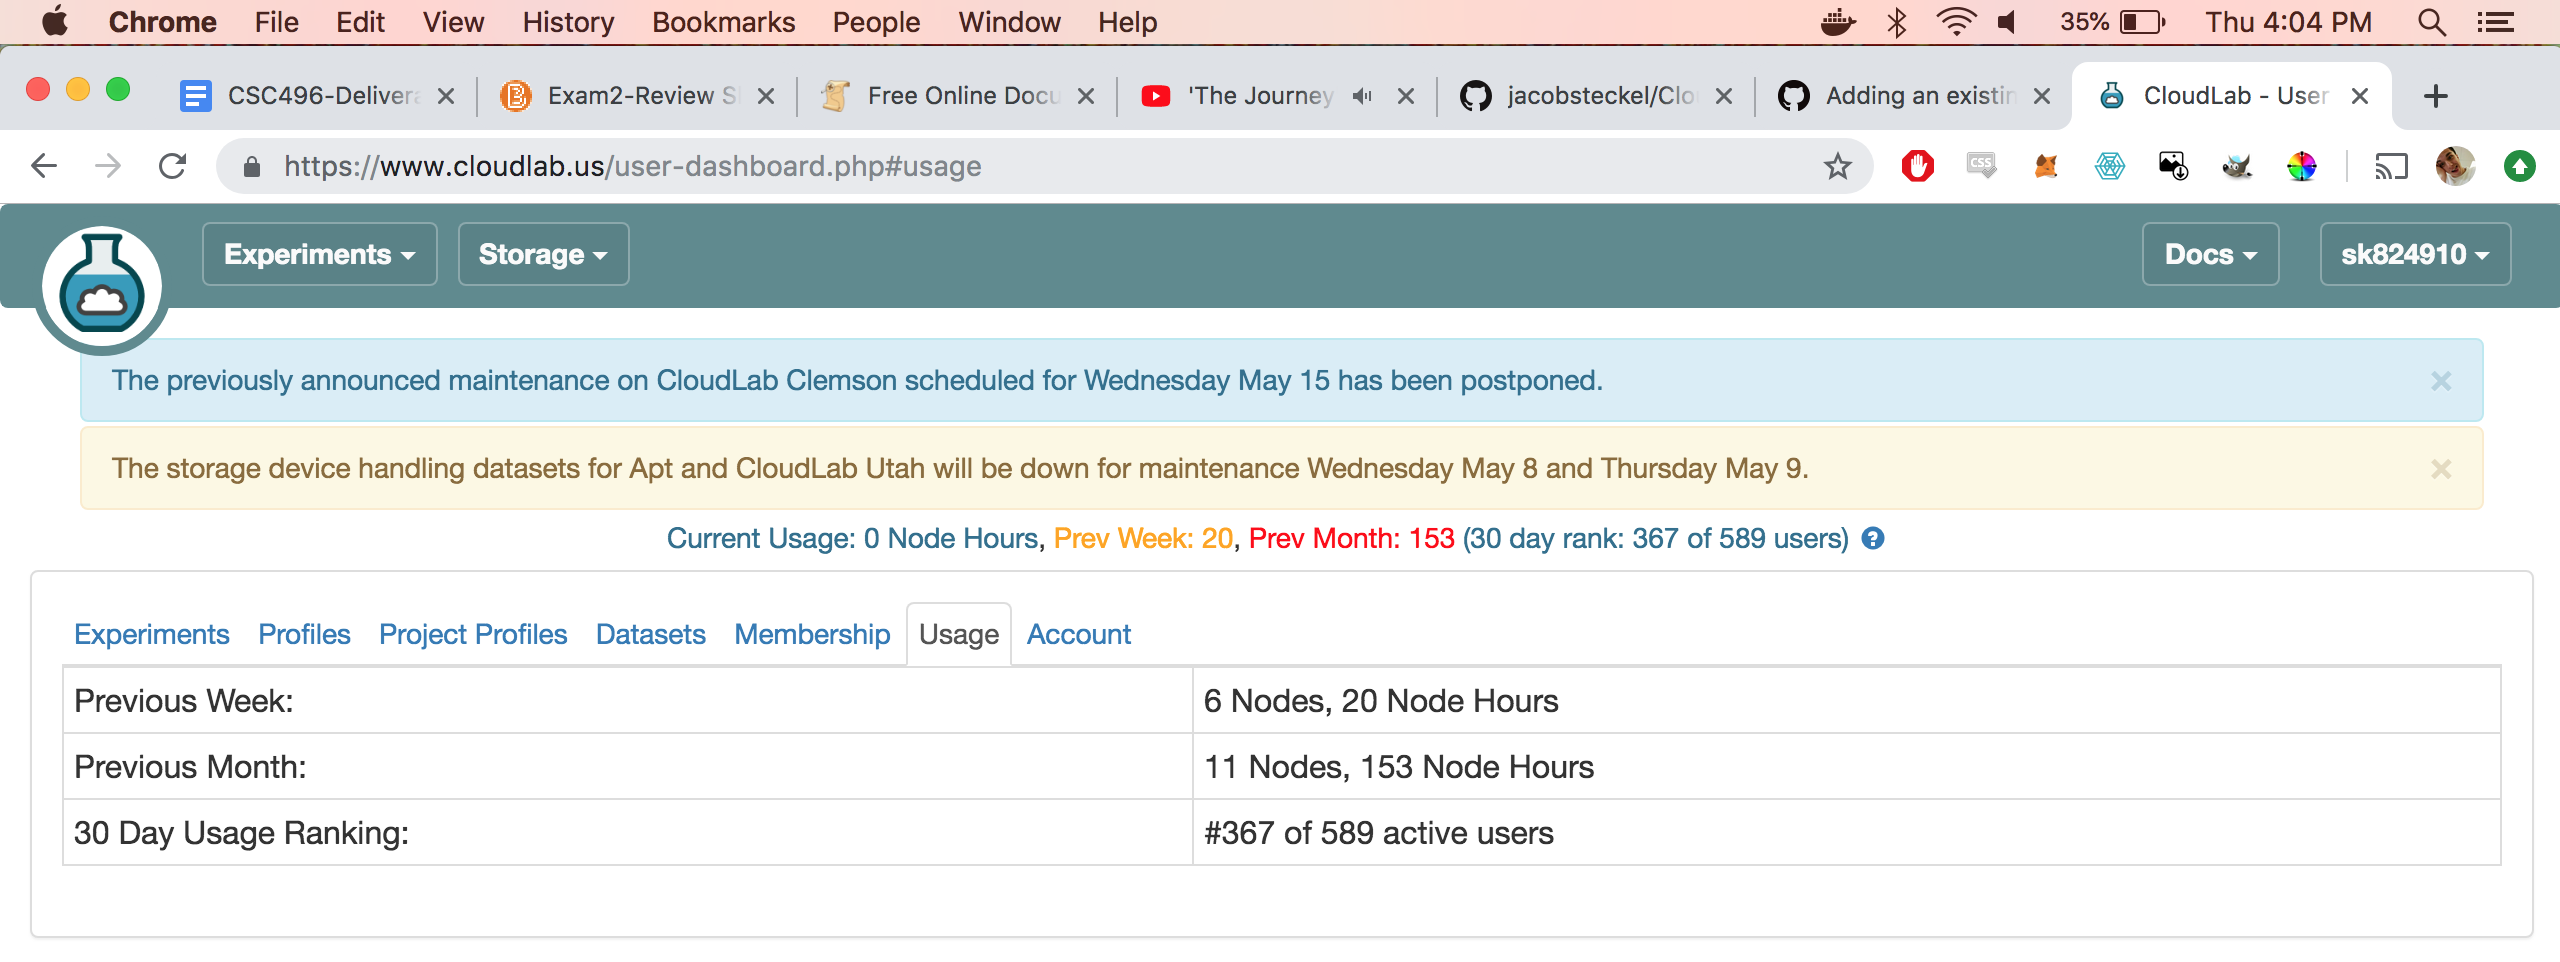 Chrome File Edit View History Bookmarks People Window Help 35% Thu 4:04 PM
CSC496-Delivera Exam2-Review S Free Online Docu 'The Journey jacobsteckel/Clo Adding an existin CloudLab - User
https://www.cloudlab.us/user-dashboard.php#usage CSS
Experiments Storage Docs sk824910
The previously announced maintenance on CloudLab Clemson scheduled for Wednesday May 15 has been postponed.
The storage device handling datasets for Apt and CloudLab Utah will be down for maintenance Wednesday May 8 and Thursday May 9.
Current Usage: 0 Node Hours, Prev Week: 20, Prev Month: 153 (30 day rank: 367 of 589 users)
Experiments Profiles Project Profiles Datasets Membership Usage Account
Previous Week: 6 Nodes, 20 Node Hours
Previous Month: 11 Nodes, 153 Node Hours
30 Day Usage Ranking: #367 of 589 active users